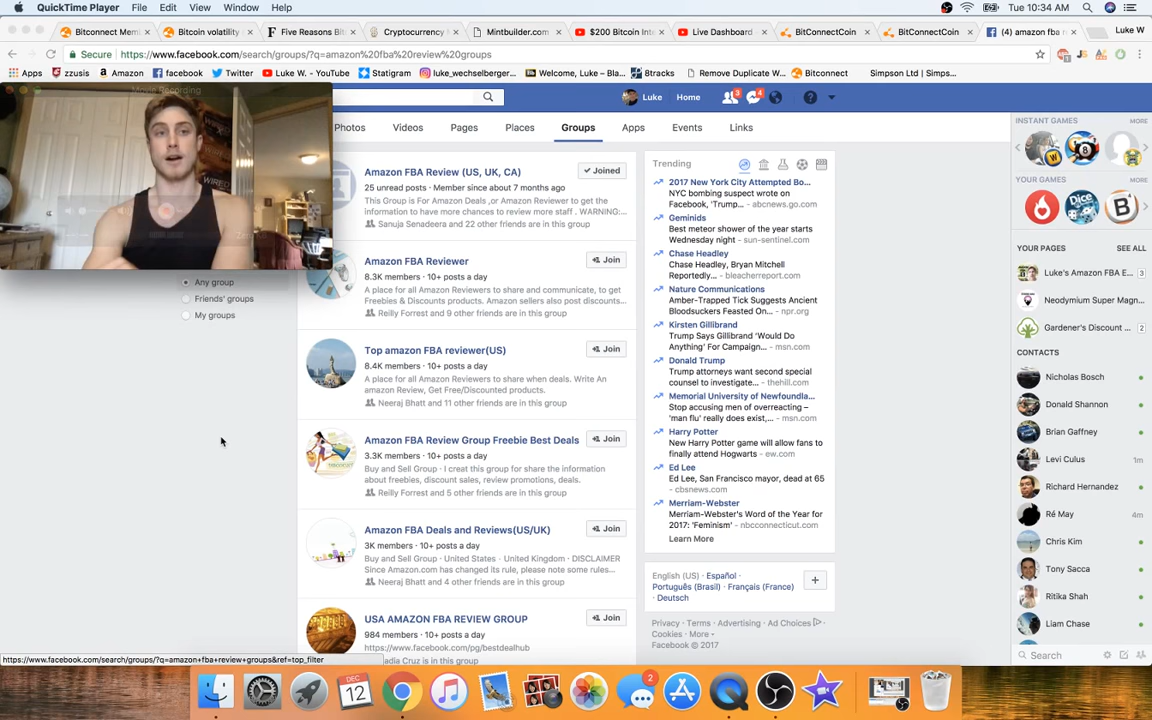 QuickTime Player File Edit View Window Help Tue 10:34 AM
Bitconnect Mem Bitcoin volatility Five Reasons B Cryptocurrency Mintbuilder.com $200 Bitcoin Int Live Dashboard BitConnectCoin BitConnectCoin (4) amazon fba r Luke W
Secure https://www.facebook.com/search/groups/?q=amazon%20fba%20review%20groups
Apps zzusis Amazon facebook Twitter Luke W. - YouTube Statigram luke_wechselberger... Welcome, Luke – Bla... Btracks Remove Duplicate W... Bitconnect Simpson Ltd | Simps...
Movie Recording
Luke Home 3 4
Photos Videos Pages Places Groups Apps Events Links
Any group
Friends' groups
My groups
Amazon FBA Review (US, UK, CA)
Joined
25 unread posts · Member since about 7 months ago
This Group is For Amazon Deals ,or Amazon Reviewer to Get the
information to have more chances to review more staff . WARNING:...
Sanuja Senadeera and 22 other friends are in this group
Amazon FBA Reviewer
Join
8.3K members · 10+ posts a day
A place for all Amazon Reviewers to share and communicate, to get
Freebies & Discounts products. Amazon sellers also post discounts...
Reilly Forrest and 9 other friends are in this group
Top amazon FBA reviewer(US)
Join
8.4K members · 10+ posts a day
A place for all Amazon Reviewers to share when deals. Write An
amazon Review, Get Free/Discounted products.
Neeraj Bhatt and 11 other friends are in this group
Amazon FBA Review Group Freebie Best Deals
Join
3.3K members · 10+ posts a day
Buy and Sell Group · I creat this group for share the information
about freebies, discount sales, review promotions, deals.
Reilly Forrest and 5 other friends are in this group
Amazon FBA Deals and Reviews(US/UK)
Join
3K members · 10+ posts a day
Buy and Sell Group · United States · United Kingdom · DISCLAIMER
Since Amazon.com has changed its rule, please note some rules...
Neeraj Bhatt and 4 other friends are in this group
USA AMAZON FBA REVIEW GROUP
Join
984 members · 10+ posts a day
https://www.facebook.com/pg/bestdealhub
adia Cruz is in this group
Trending
2017 New York City Attempted Bo...
NYC bombing suspect wrote on
Facebook, 'Trump... - abcnews.go.com
Geminids
Best meteor shower of the year starts
Wednesday night - sun-sentinel.com
Chase Headley
Chase Headley, Bryan Mitchell
Reportedly... - bleacherreport.com
Nature Communications
Amber-Trapped Tick Suggests Ancient
Bloodsuckers Feasted On... - npr.org
Kirsten Gillibrand
Trump Says Gillibrand 'Would Do
Anything' For Campaign... - msn.com
Donald Trump
Trump attorneys want second special
counsel to investigate... - thehill.com
Memorial University of Newfoundla...
Stop accusing men of overreacting –
'man flu' really does exist,... - msn.com
Harry Potter
New Harry Potter game will allow fans to
finally attend Hogwarts - ew.com
Ed Lee
Ed Lee, San Francisco mayor, dead at 65
- cbsnews.com
Merriam-Webster
Merriam-Webster's Word of the Year for
2017: 'Feminism' - nbcconnecticut.com
Learn More
English (US) · Español ·
Português (Brasil) · Français (France) ·
Deutsch
Privacy · Terms · Advertising · Ad Choices ·
Cookies · More
Facebook © 2017
INSTANT GAMES MORE
YOUR GAMES MORE
YOUR PAGES SEE ALL
Luke's Amazon FBA E... 3
Neodymium Super Magn...
Gardener's Discount ... 2
CONTACTS
Nicholas Bosch
Donald Shannon
Brian Gaffney
Levi Culus 1m
Richard Hernandez
Ré May 4m
Chris Kim
Tony Sacca
Ritika Shah
Liam Chase
Search
https://www.facebook.com/search/groups/?q=amazon+fba+review+groups&ref=top_filter
DEC
12
2